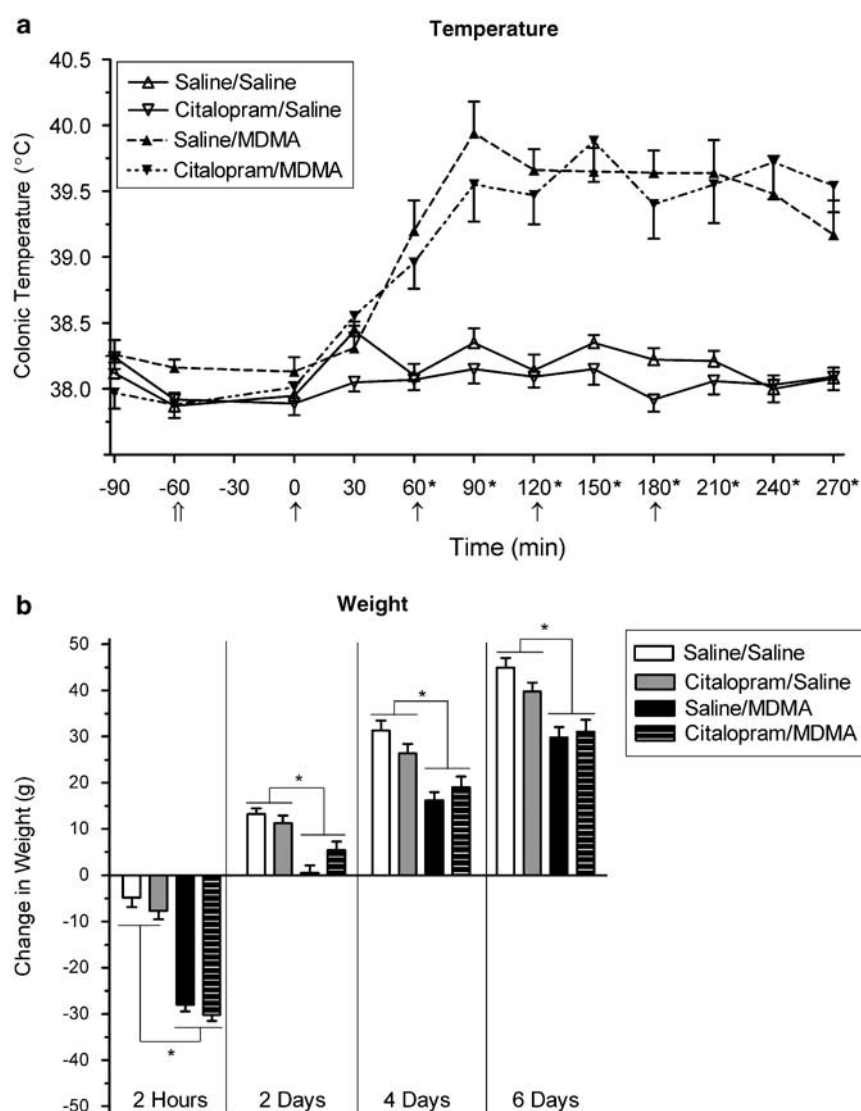 a
Temperature
40.5
40.0
39.5
39.0
38.5
38.0
Colonic Temperature (°C)
Saline/Saline
Citalopram/Saline
Saline/MDMA
Citalopram/MDMA
-90 -60 -30 0 30 60* 90* 120* 150* 180* 210* 240* 270*
⇑ ↑ ↑ ↑ ↑
Time (min)
b
Weight
50
40
30
20
10
0
-10
-20
-30
-40
-50
Change in Weight (g)
* * * *
2 Hours 2 Days 4 Days 6 Days
Saline/Saline
Citalopram/Saline
Saline/MDMA
Citalopram/MDMA